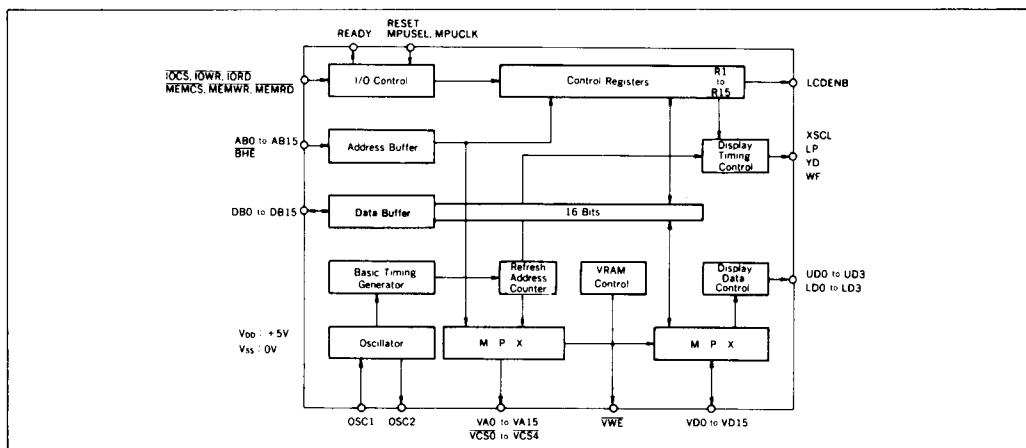 RESET
READY MPUSEL, MPUCLK
IOCS, IOWR, IORD
MEMCS, MEMWR, MEMRD
I/O Control
Control Registers
R1
to
R15
LCDENB
AB0 to AB15
BHE
Address Buffer
Display
Timing
Control
XSCL
LP
YD
WF
DB0 to DB15
Data Buffer
16 Bits
Basic Timing
Generator
Refresh
Address
Counter
VRAM
Control
Display
Data
Control
UD0 to UD3
LD0 to LD3
VDD : +5V
VSS : 0V
Oscillator
M P X
M P X
OSC1 OSC2
VA0 to VA15
VCS0 to VCS4
VWE
VD0 to VD15